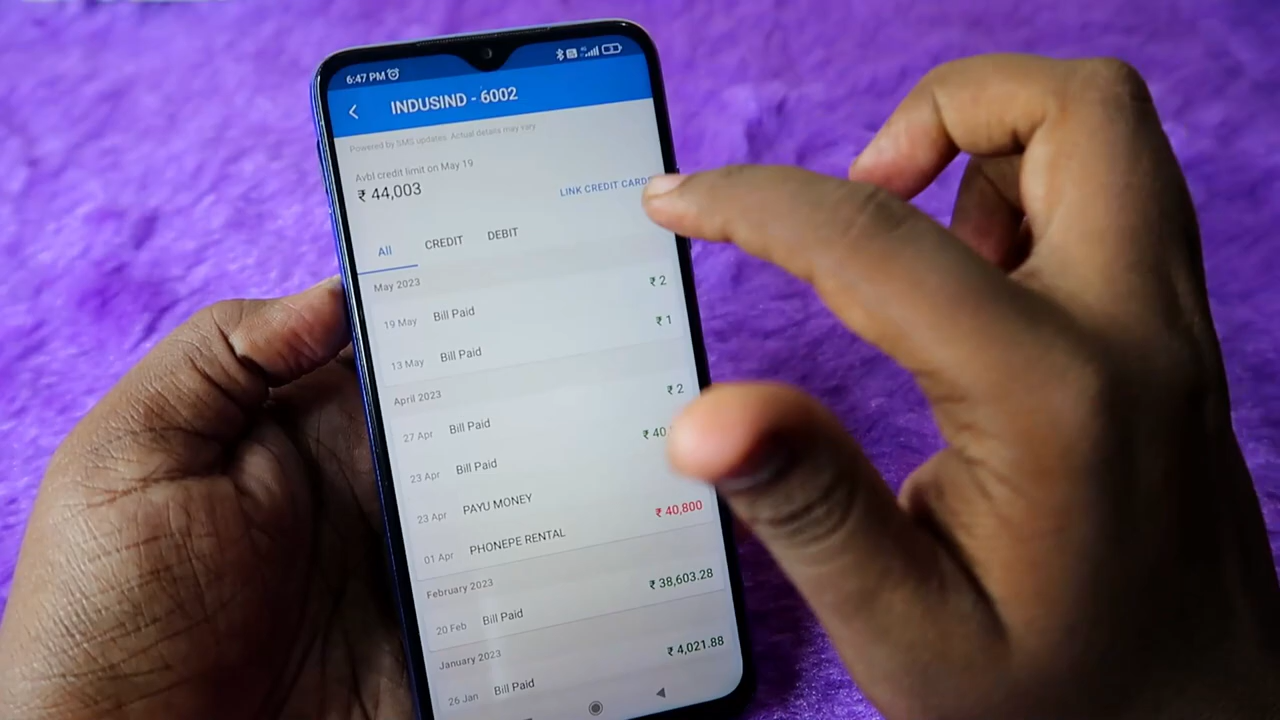 6:47 PM
INDUSIND - 6002
Powered by SMS updates. Actual details may vary
Avbl credit limit on May 19
₹ 44,003
LINK CREDIT CARD
All CREDIT DEBIT
May 2023
19 May Bill Paid ₹ 2
13 May Bill Paid ₹ 1
April 2023
27 Apr Bill Paid ₹ 2
23 Apr Bill Paid ₹ 40
23 Apr PAYU MONEY
01 Apr PHONEPE RENTAL ₹ 40,800
February 2023
20 Feb Bill Paid ₹ 38,603.28
January 2023
26 Jan Bill Paid ₹ 4,021.88